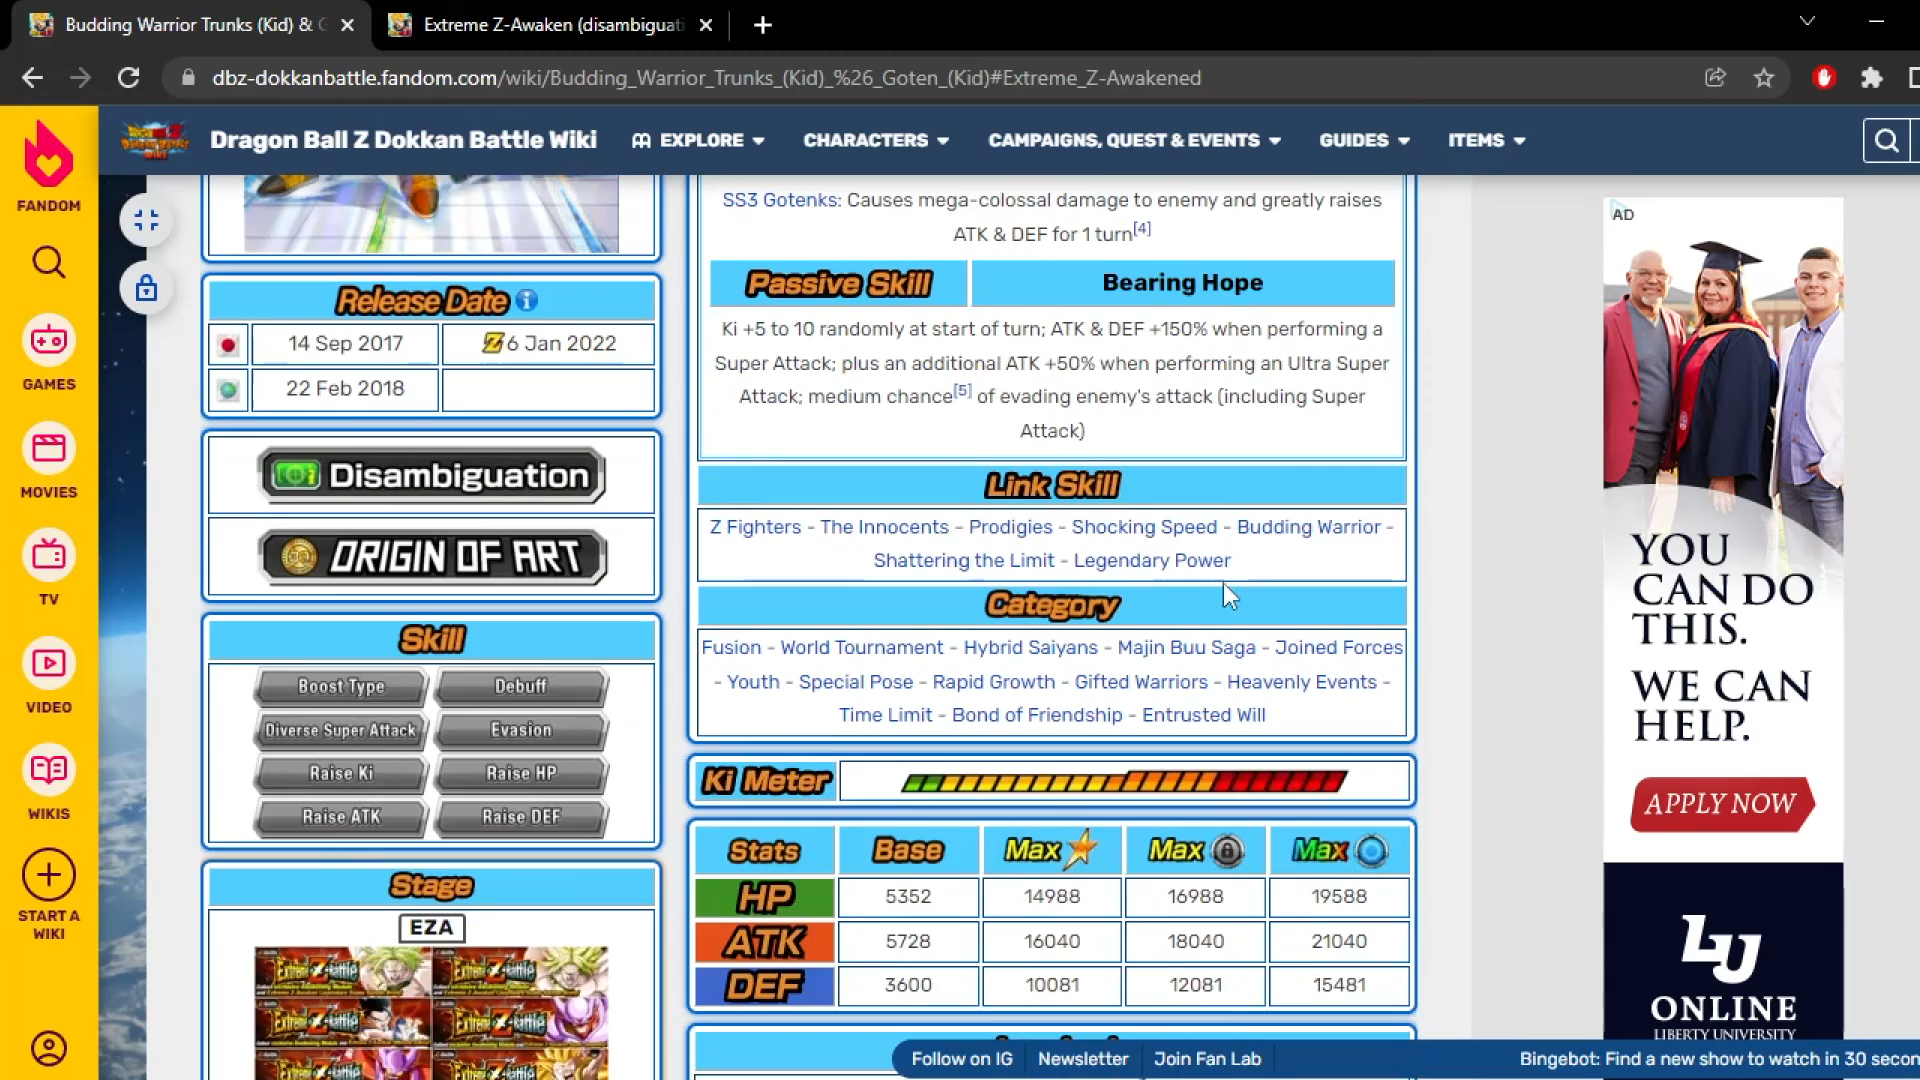 Budding Warrior Trunks (Kid) & G
Extreme Z-Awaken (disambiguati
dbz-dokkanbattle.fandom.com/wiki/Budding_Warrior_Trunks_(Kid)_%26_Goten_(Kid)#Extreme_Z-Awakened
FANDOM
GAMES
MOVIES
TV
VIDEO
WIKIS
START A
WIKI
Dragon Ball Z Dokkan Battle Wiki
EXPLORE
CHARACTERS
CAMPAIGNS, QUEST & EVENTS
GUIDES
ITEMS
Release Date
14 Sep 2017
6 Jan 2022
22 Feb 2018
Disambiguation
ORIGIN OF ART
Skill
Boost Type
Debuff
Diverse Super Attack
Evasion
Raise Ki
Raise HP
Raise ATK
Raise DEF
Stage
EZA
Extreme Z-Battle
Extreme Z-Battle
Extreme Z-Battle
Extreme Z-Battle
SS3 Gotenks: Causes mega-colossal damage to enemy and greatly raises
ATK & DEF for 1 turn[4]
Passive Skill
Bearing Hope
Ki +5 to 10 randomly at start of turn; ATK & DEF +150% when performing a
Super Attack; plus an additional ATK +50% when performing an Ultra Super
Attack; medium chance[5] of evading enemy's attack (including Super
Attack)
Link Skill
Z Fighters - The Innocents - Prodigies - Shocking Speed - Budding Warrior -
Shattering the Limit - Legendary Power
Category
Fusion - World Tournament - Hybrid Saiyans - Majin Buu Saga - Joined Forces
- Youth - Special Pose - Rapid Growth - Gifted Warriors - Heavenly Events -
Time Limit - Bond of Friendship - Entrusted Will
Ki Meter
Stats Base Max Max Max
HP 5352 14988 16988 19588
ATK 5728 16040 18040 21040
DEF 3600 10081 12081 15481
AD
YOU
CAN DO
THIS.
WE CAN
HELP.
APPLY NOW
LU
ONLINE
LIBERTY UNIVERSITY
Follow on IG
Newsletter
Join Fan Lab
Bingebot: Find a new show to watch in 30 secon